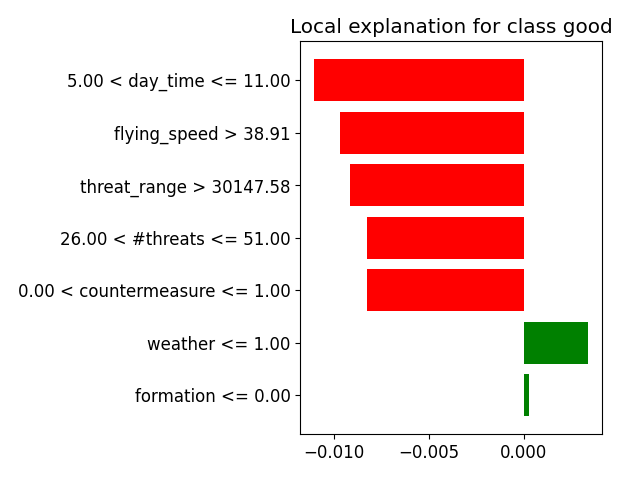 Local explanation for class good
5.00 < day_time <= 11.00
flying_speed > 38.91
threat_range > 30147.58
26.00 < #threats <= 51.00
0.00 < countermeasure <= 1.00
weather <= 1.00
formation <= 0.00
−0.010 −0.005 0.000